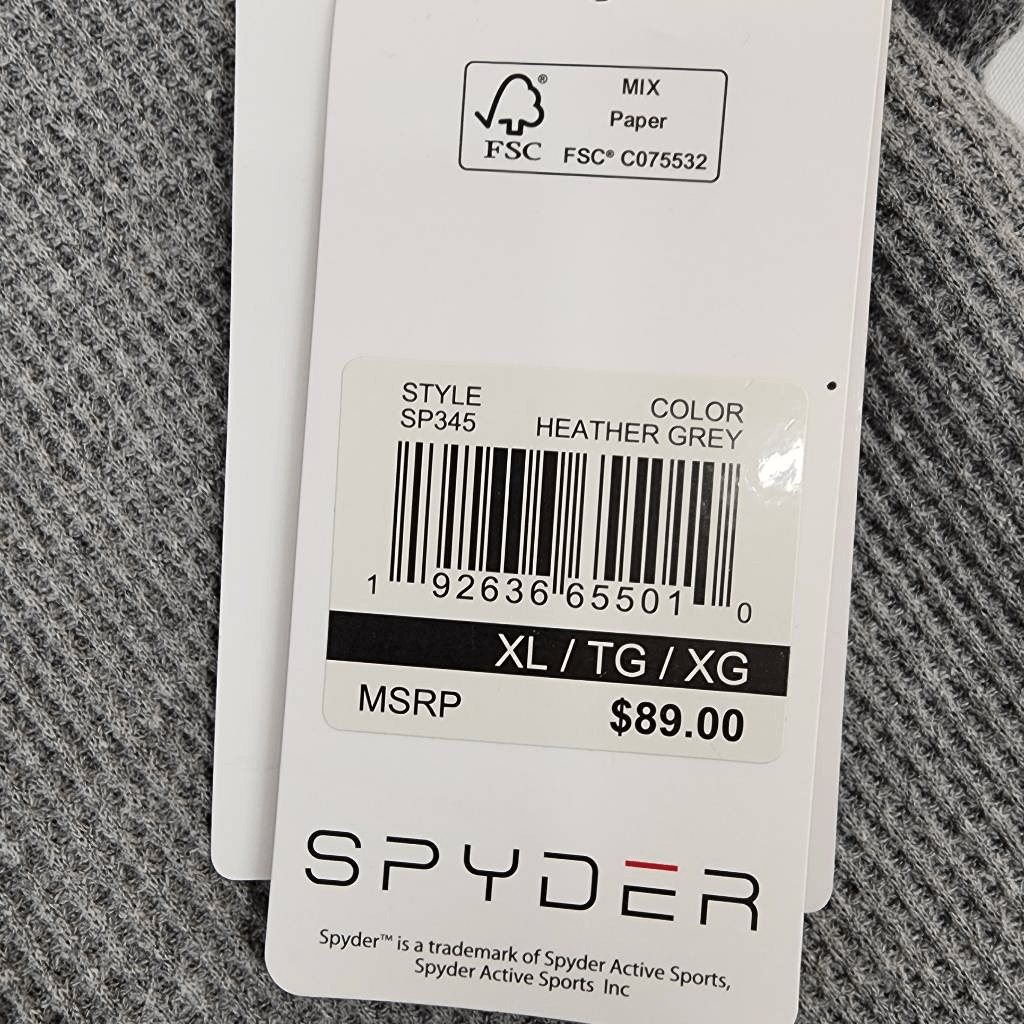 MIX
Paper
FSC® C075532
®
FSC
STYLE
SP345
COLOR
HEATHER GREY
1 92636 65501 0
XL / TG / XG
MSRP $89.00
SPYDER
Spyder™ is a trademark of Spyder Active Sports,
Spyder Active Sports Inc